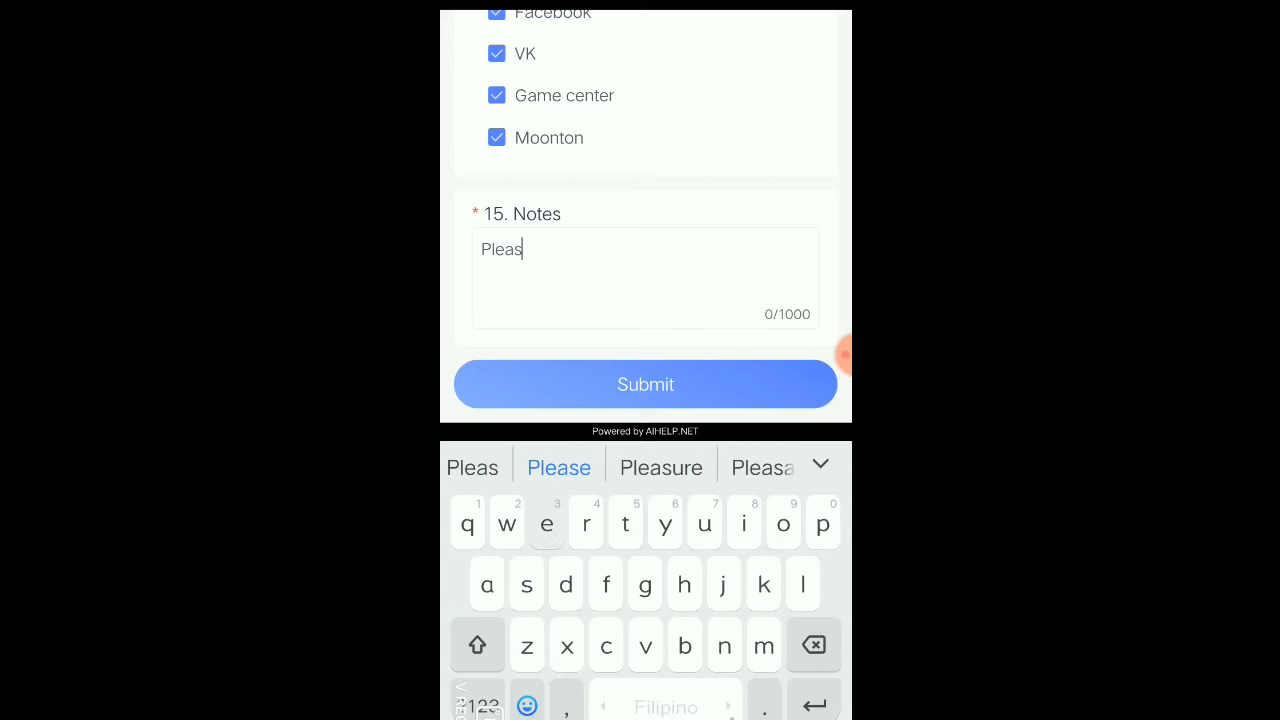 Facebook
VK
Game center
Moonton
* 15. Notes
Pleas
0/1000
Submit
Powered by AIHELP.NET
Pleas Please Pleasure Pleasa
1 2 3 4 5 6 7 8 9 0
q w e r t y u i o p
a s d f g h j k l
z x c v b n m
?123 , Filipino .
V REC